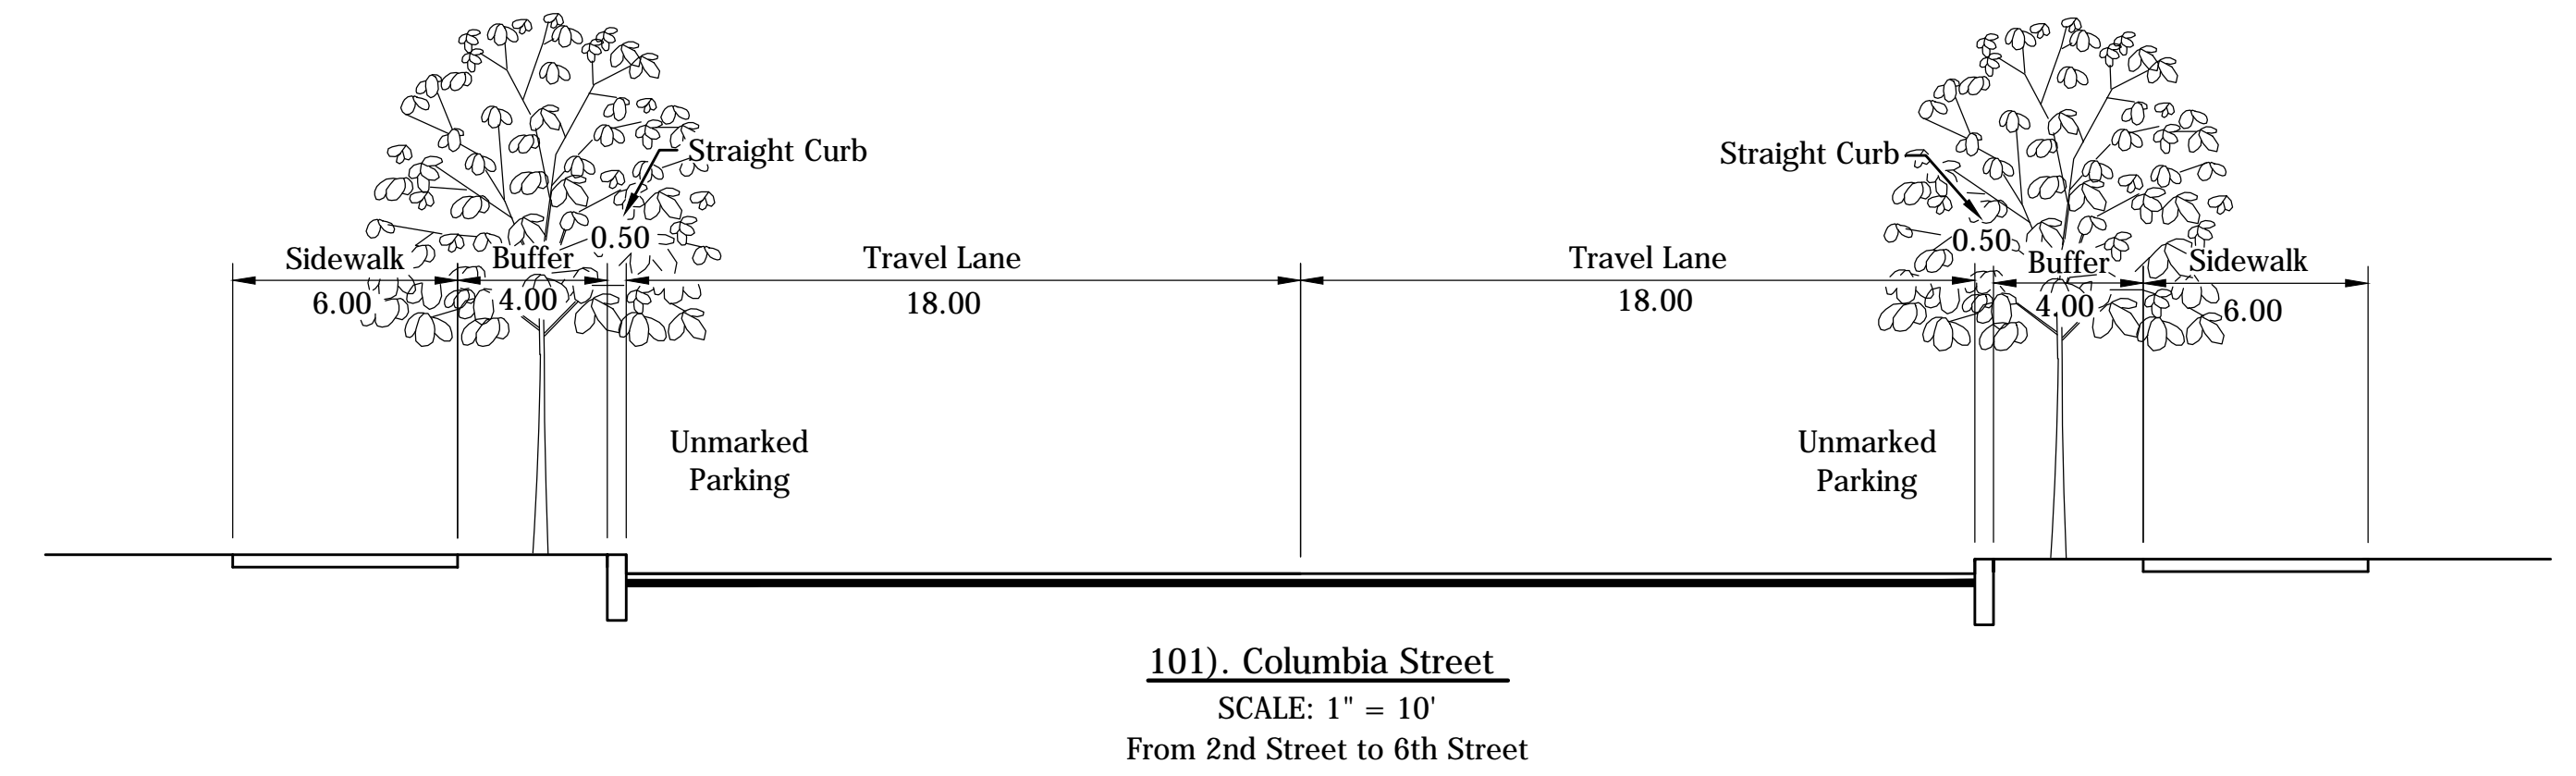 Straight Curb
Straight Curb
0.50
0.50
Sidewalk
Buffer
Travel Lane
Travel Lane
Buffer
Sidewalk
6.00
4.00
18.00
18.00
4.00
6.00
Unmarked
Parking
Unmarked
Parking
101). Columbia Street
SCALE: 1" = 10'
From 2nd Street to 6th Street